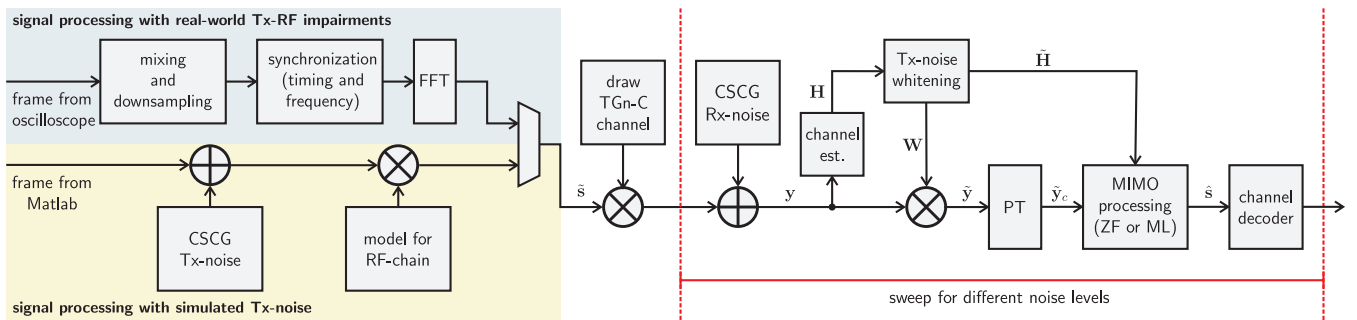 signal processing with real-world Tx-RF impairments
frame from
oscilloscope
mixing
and
downsampling
synchronization
(timing and
frequency)
FFT
frame from
Matlab
CSCG
Tx-noise
model for
RF-chain
signal processing with simulated Tx-noise
s̃
draw
TGn-C
channel
CSCG
Rx-noise
y
channel
est.
H
Tx-noise
whitening
H̃
W
ỹ
PT
ỹc
MIMO
processing
(ZF or ML)
ŝ
channel
decoder
sweep for different noise levels